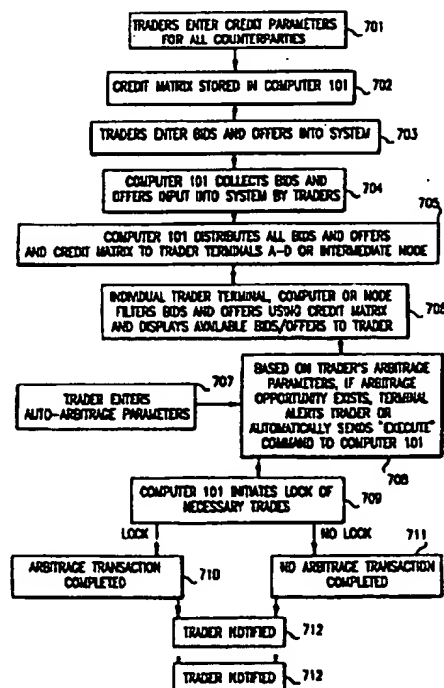 TRADERS ENTER CREDIT PARAMETERS
FOR ALL COUNTERPARTIES
701
CREDIT MATRIX STORED IN COMPUTER 101
702
TRADERS ENTER BIDS AND OFFERS INTO SYSTEM
703
COMPUTER 101 COLLECTS BIDS AND
OFFERS INPUT INTO SYSTEM BY TRADERS
704
705
COMPUTER 101 DISTRIBUTES ALL BIDS AND OFFERS
AND CREDIT MATRIX TO TRADER TERMINALS A-D OR INTERMEDIATE NODE
INDIVIDUAL TRADER TERMINAL, COMPUTER OR NODE
FILTERS BIDS AND OFFERS USING CREDIT MATRIX
AND DISPLAYS AVAILABLE BIDS/OFFERS TO TRADER
706
707
TRADER ENTERS
AUTO-ARBITRAGE PARAMETERS
BASED ON TRADER'S ARBITRAGE
PARAMETERS, IF ARBITRAGE
OPPORTUNITY EXISTS, TERMINAL
ALERTS TRADER OR
AUTOMATICALLY SENDS "EXECUTE"
COMMAND TO COMPUTER 101
708
COMPUTER 101 INITIATES LOCK OF
NECESSARY TRADES
709
LOCK
NO LOCK
711
ARBITRAGE TRANSACTION
COMPLETED
710
NO ARBITRAGE TRANSACTION
COMPLETED
TRADER NOTIFIED
712
TRADER NOTIFIED
712